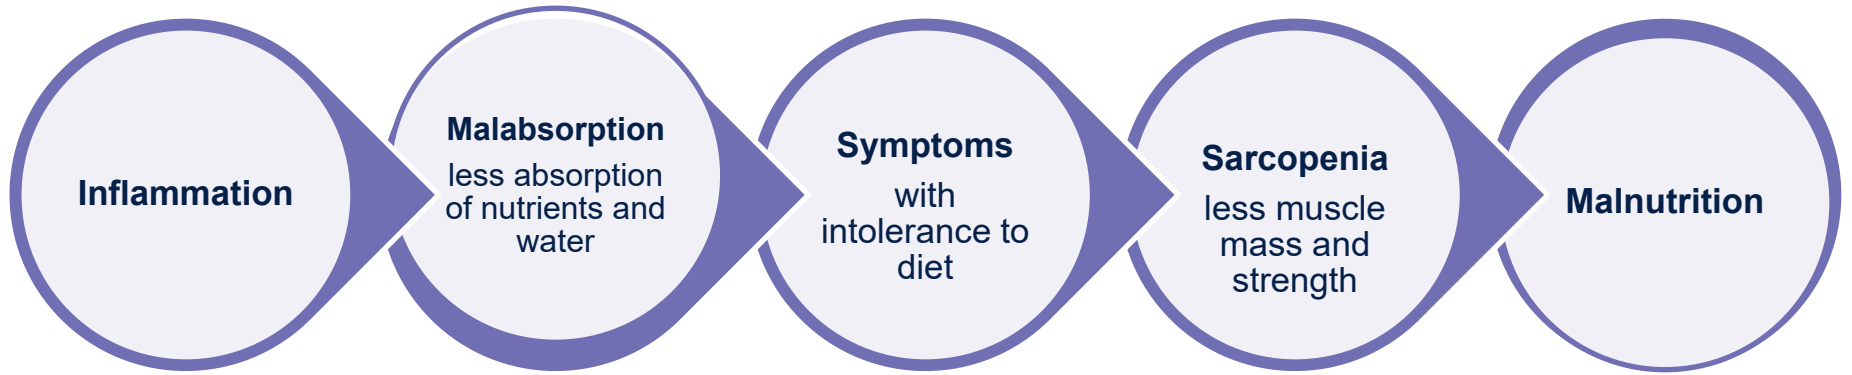 Inflammation
Malabsorption
less absorption
of nutrients and
water
Symptoms
with
intolerance to
diet
Sarcopenia
less muscle
mass and
strength
Malnutrition